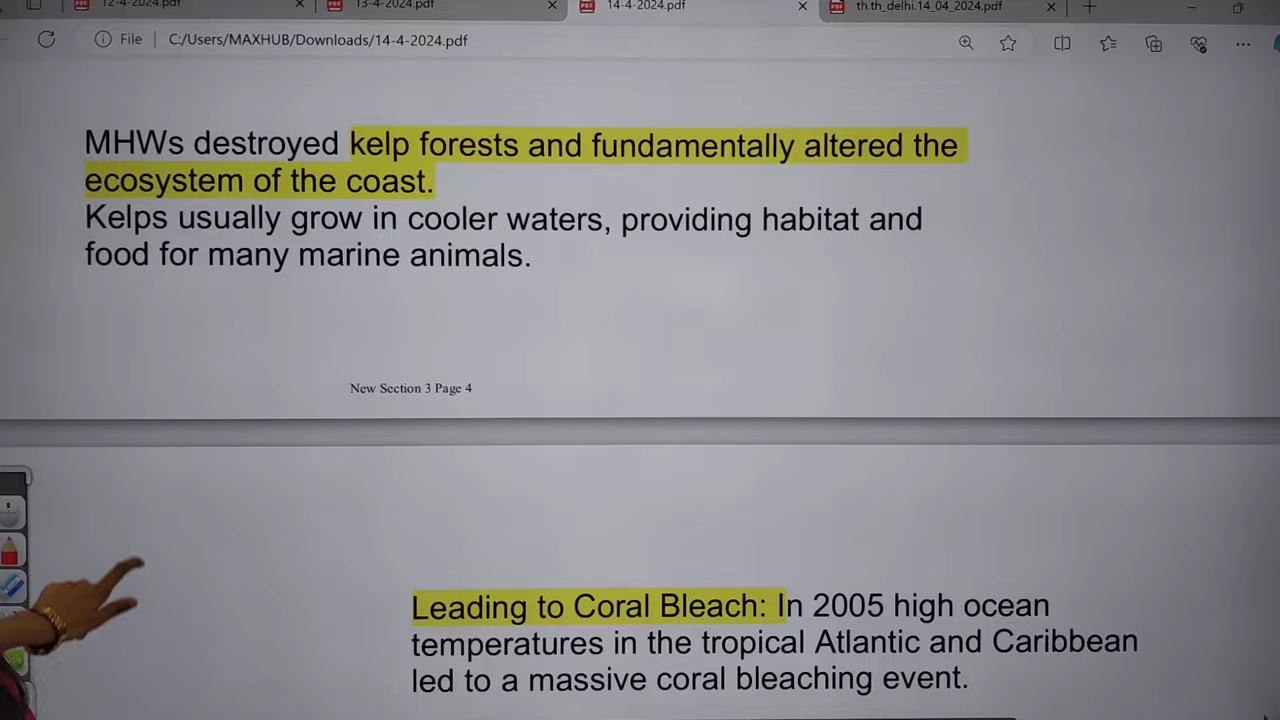 12-4-2024.pdf
13-4-2024.pdf
14-4-2024.pdf
th.th_delhi.14_04_2024.pdf
File
C:/Users/MAXHUB/Downloads/14-4-2024.pdf
MHWs destroyed kelp forests and fundamentally altered the
ecosystem of the coast.
Kelps usually grow in cooler waters, providing habitat and
food for many marine animals.
New Section 3 Page 4
Leading to Coral Bleach: In 2005 high ocean
temperatures in the tropical Atlantic and Caribbean
led to a massive coral bleaching event.